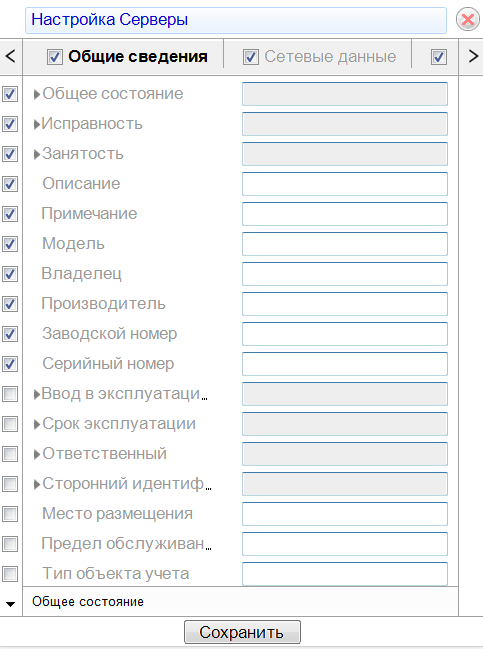 Настройка Серверы
Общие сведения Сетевые данные
Общее состояние
Исправность
Занятость
Описание
Примечание
Модель
Владелец
Производитель
Заводской номер
Серийный номер
Ввод в эксплуатаци...
Срок эксплуатации
Ответственный
Сторонний идентиф...
Место размещения
Предел обслуживан...
Тип объекта учета
Общее состояние
Сохранить